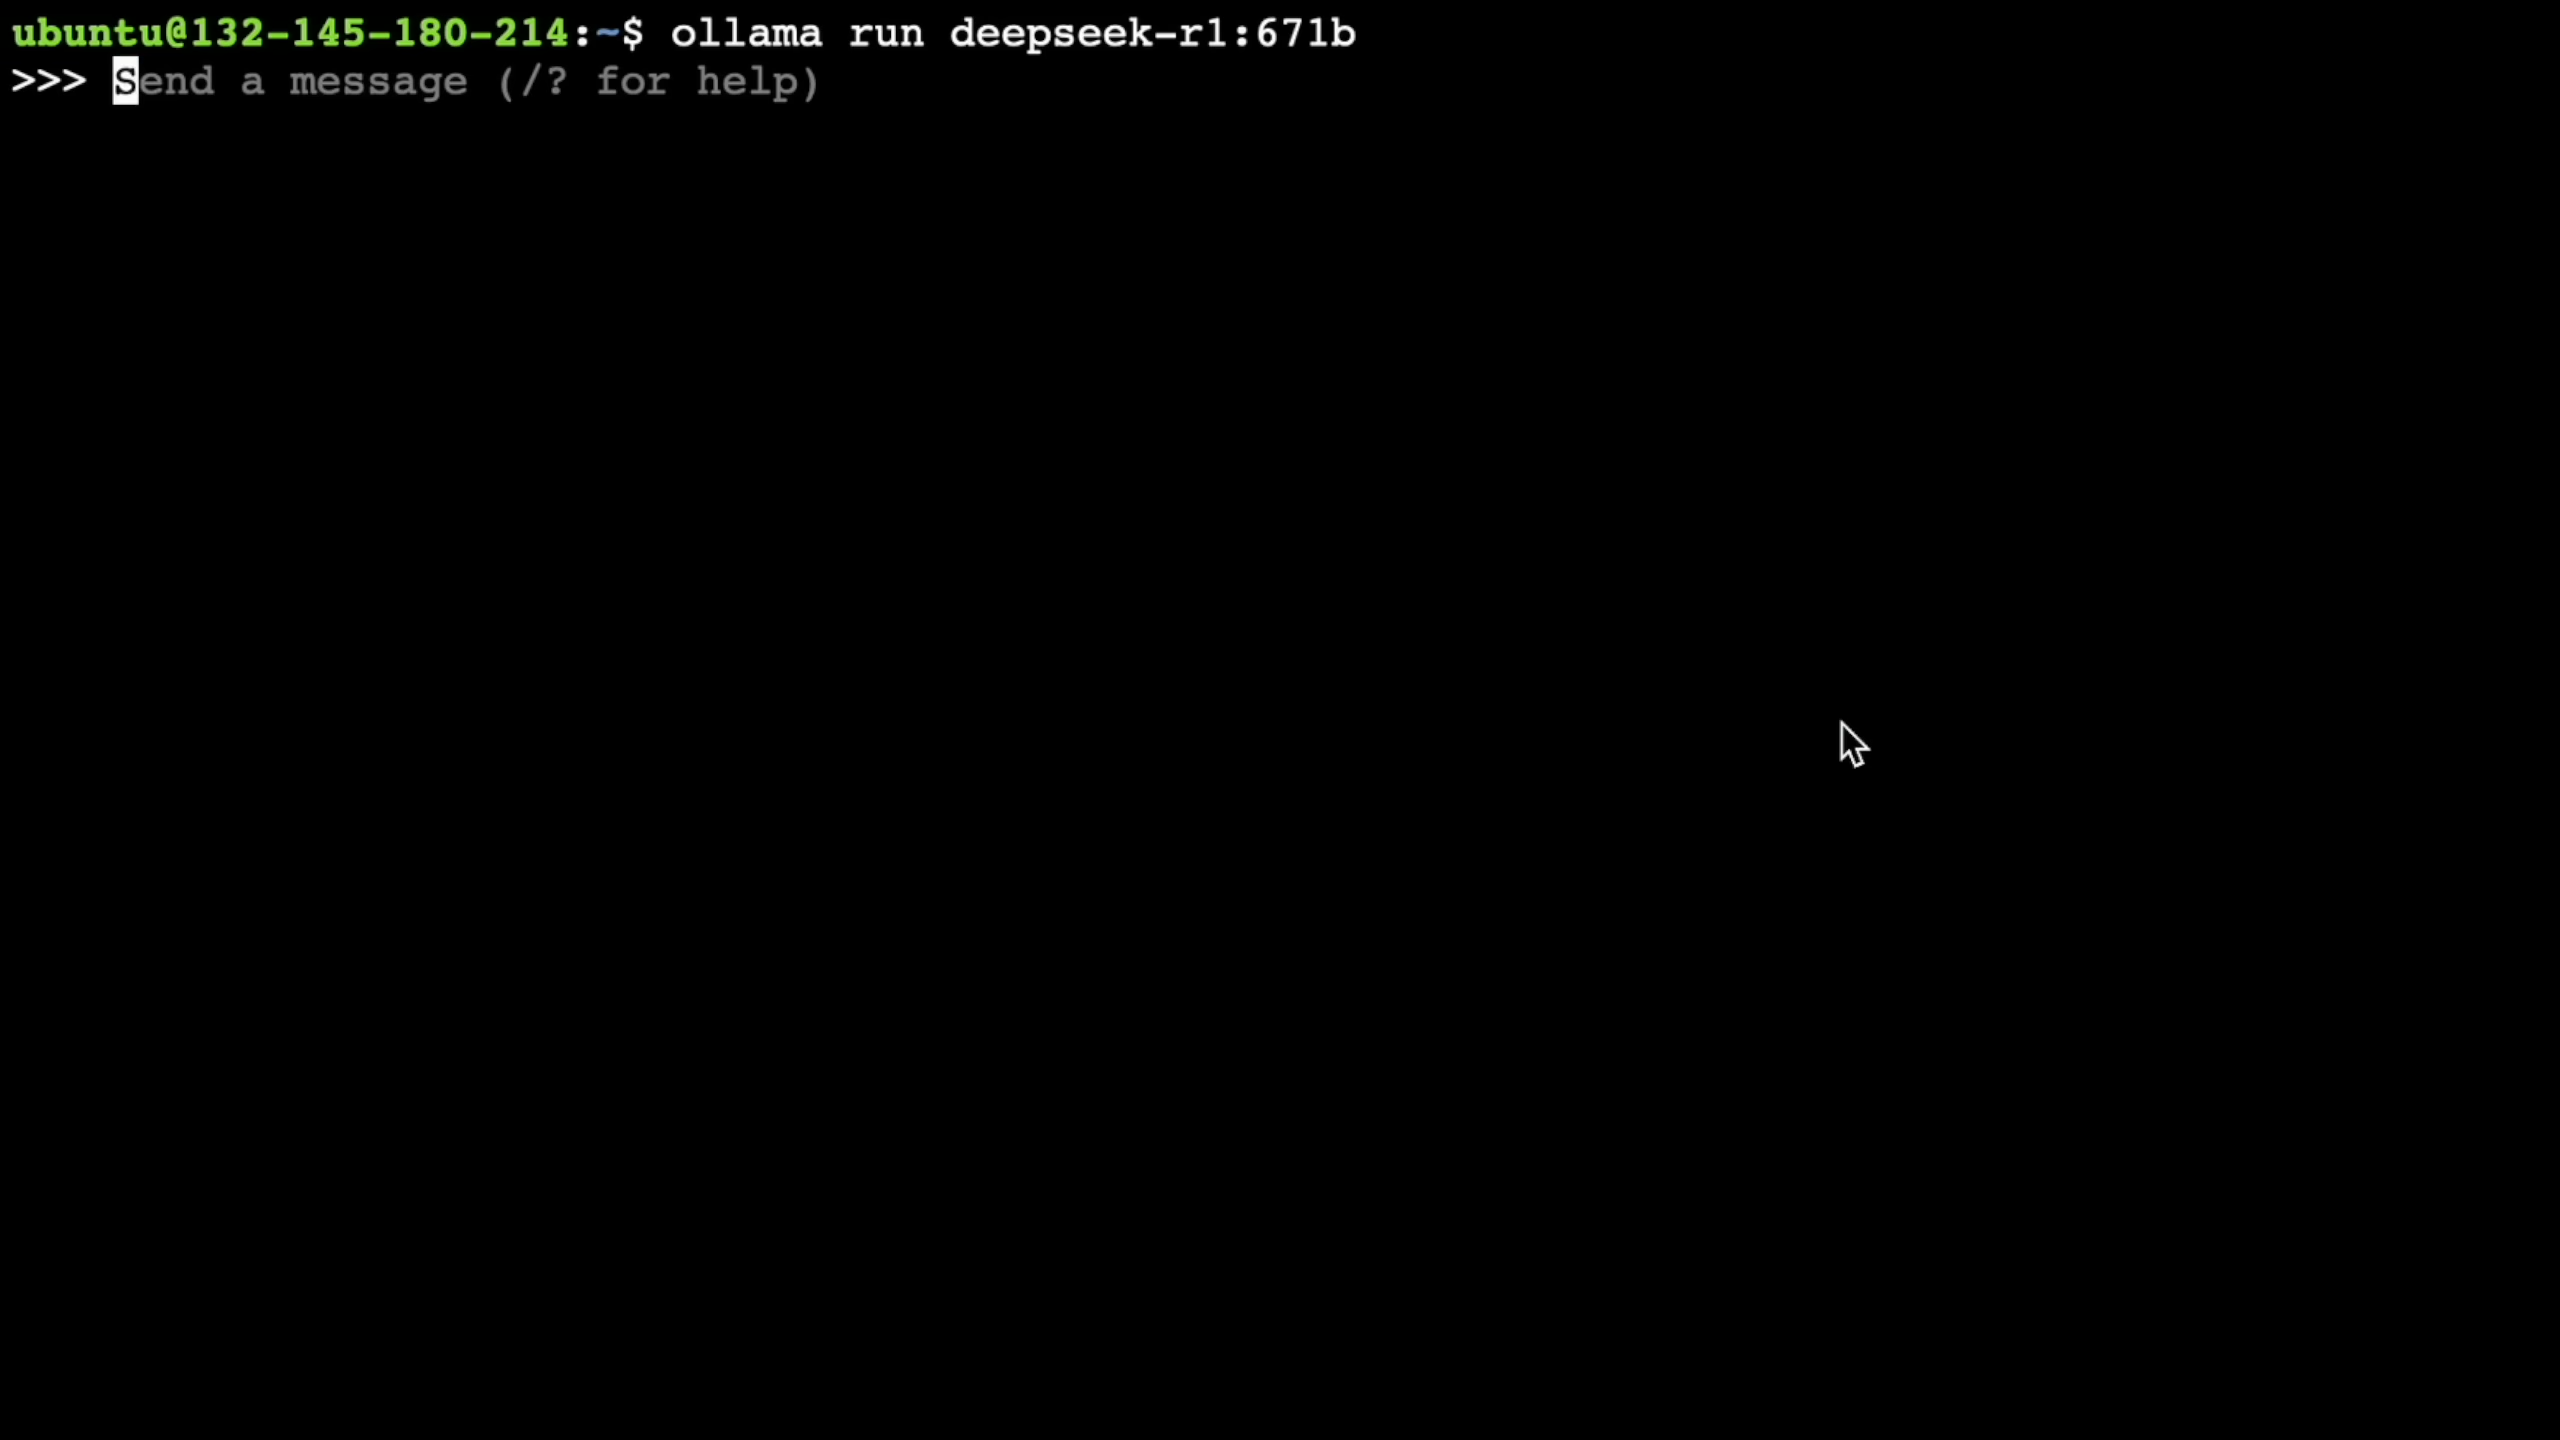 ubuntu@132-145-180-214:~$ ollama run deepseek-r1:671b
>>> Send a message (/? for help)